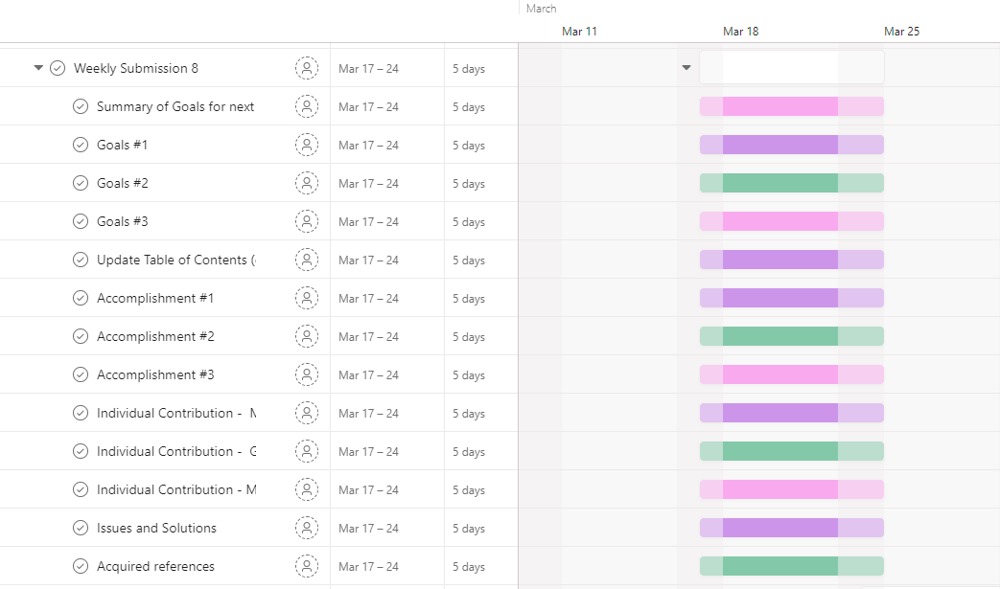 March
Mar 11 Mar 18 Mar 25
Weekly Submission 8 Mar 17 – 24 5 days
Summary of Goals for next Mar 17 – 24 5 days
Goals #1 Mar 17 – 24 5 days
Goals #2 Mar 17 – 24 5 days
Goals #3 Mar 17 – 24 5 days
Update Table of Contents ( Mar 17 – 24 5 days
Accomplishment #1 Mar 17 – 24 5 days
Accomplishment #2 Mar 17 – 24 5 days
Accomplishment #3 Mar 17 – 24 5 days
Individual Contribution - M Mar 17 – 24 5 days
Individual Contribution - G Mar 17 – 24 5 days
Individual Contribution - M Mar 17 – 24 5 days
Issues and Solutions Mar 17 – 24 5 days
Acquired references Mar 17 – 24 5 days